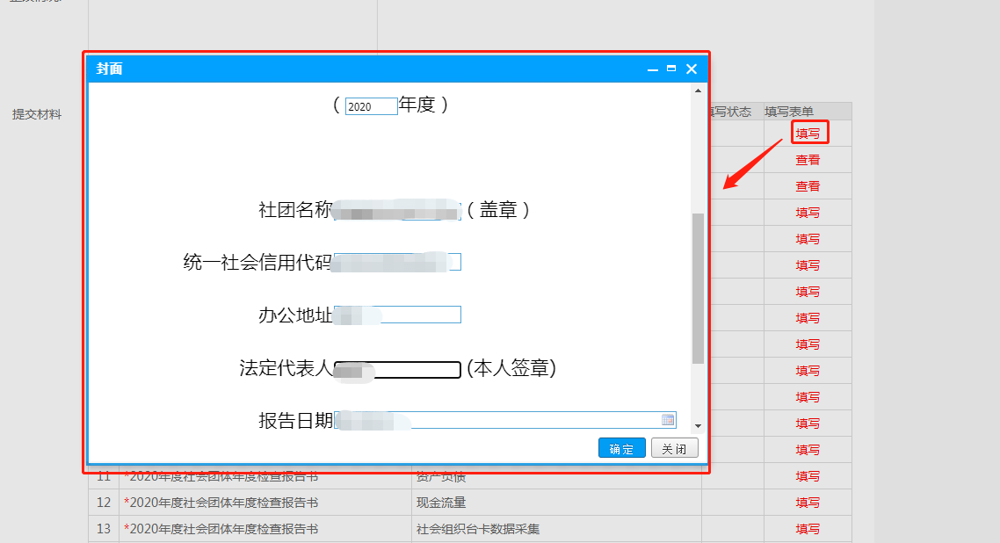 封面
( 2020 年度 )
提交材料
填写状态 填写表单
填写
查看
查看
社团名称 ( 盖章 )
填写
填写
统一社会信用代码
填写
填写
办公地址
填写
填写
法定代表人 (本人签章)
填写
填写
报告日期
填写
确定 关闭
填写
11 *2020年度社会团体年度检查报告书 资产负债 填写
12 *2020年度社会团体年度检查报告书 现金流量 填写
13 *2020年度社会团体年度检查报告书 社会组织台卡数据采集 填写